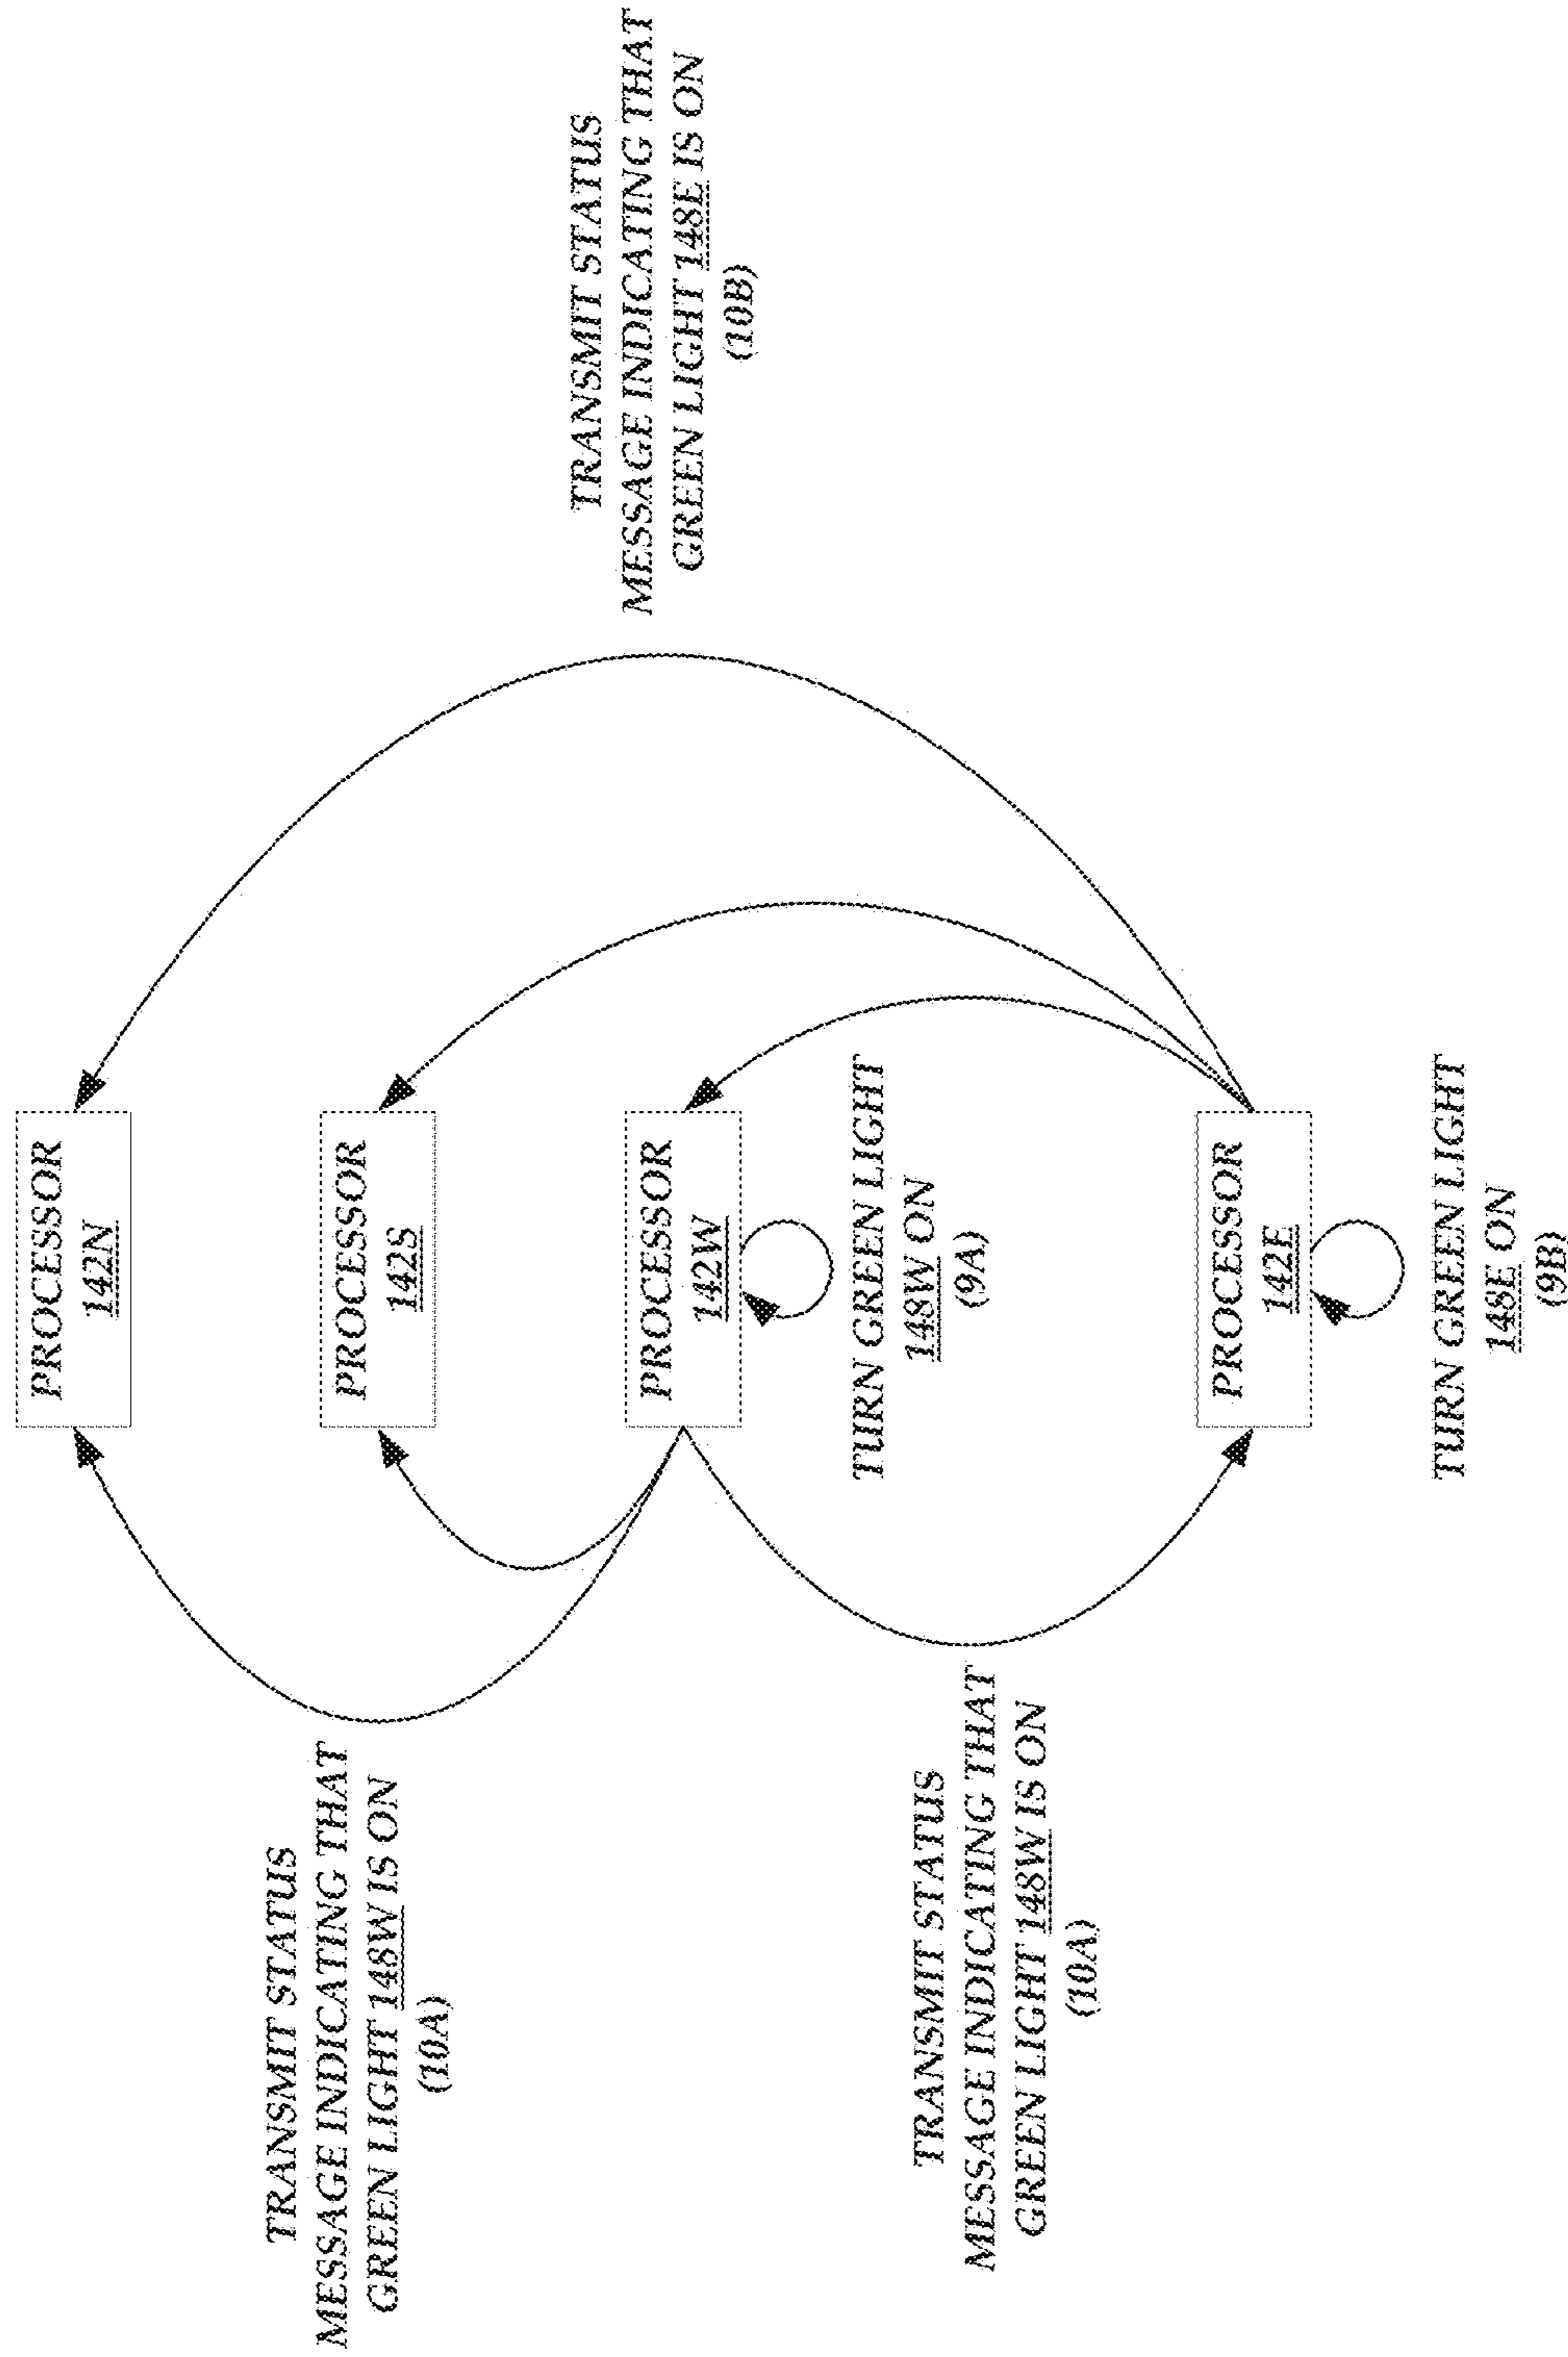 PROCESSOR
142N
PROCESSOR
142S
PROCESSOR
142W
PROCESSOR
142E
TRANSMIT STATUS
MESSAGE INDICATING THAT
GREEN LIGHT 148W IS ON
(10A)
TRANSMIT STATUS
MESSAGE INDICATING THAT
GREEN LIGHT 148W IS ON
(10A)
TURN GREEN LIGHT
148W ON
(9A)
TURN GREEN LIGHT
148E ON
(9B)
TRANSMIT STATUS
MESSAGE INDICATING THAT
GREEN LIGHT 148E IS ON
(10B)